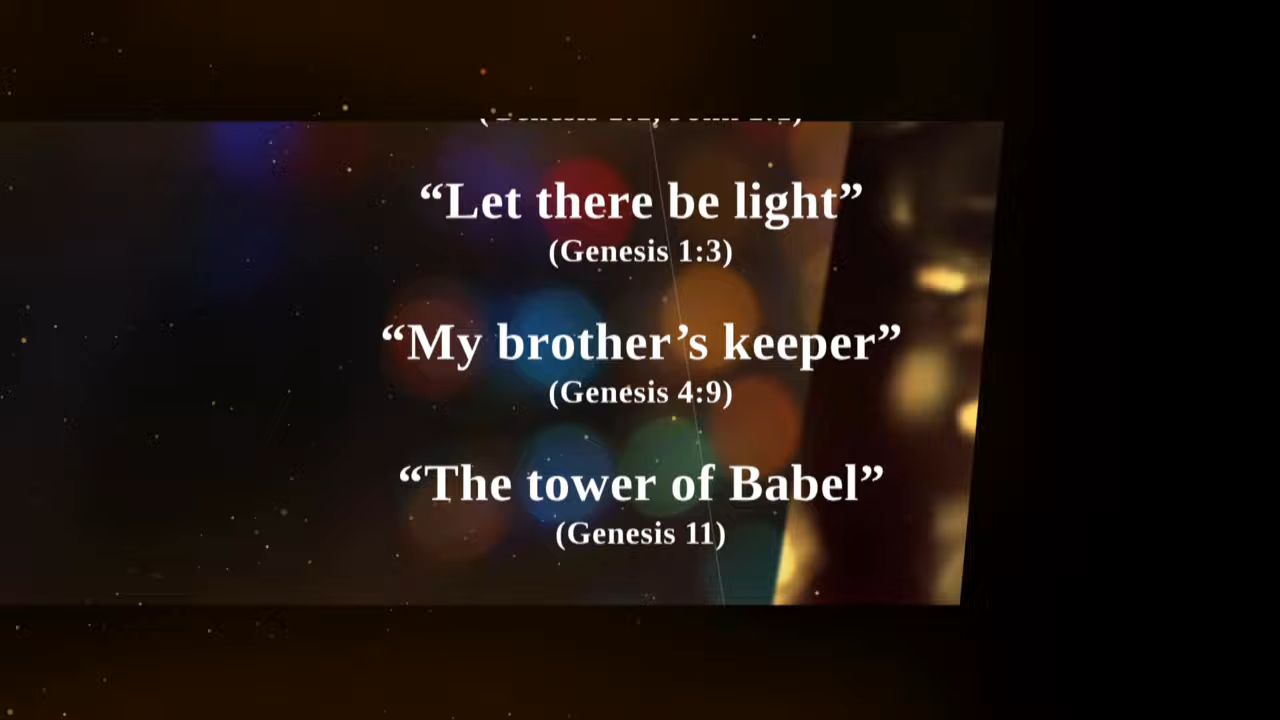 “Let there be light”
(Genesis 1:3)
“My brother’s keeper”
(Genesis 4:9)
“The tower of Babel”
(Genesis 11)